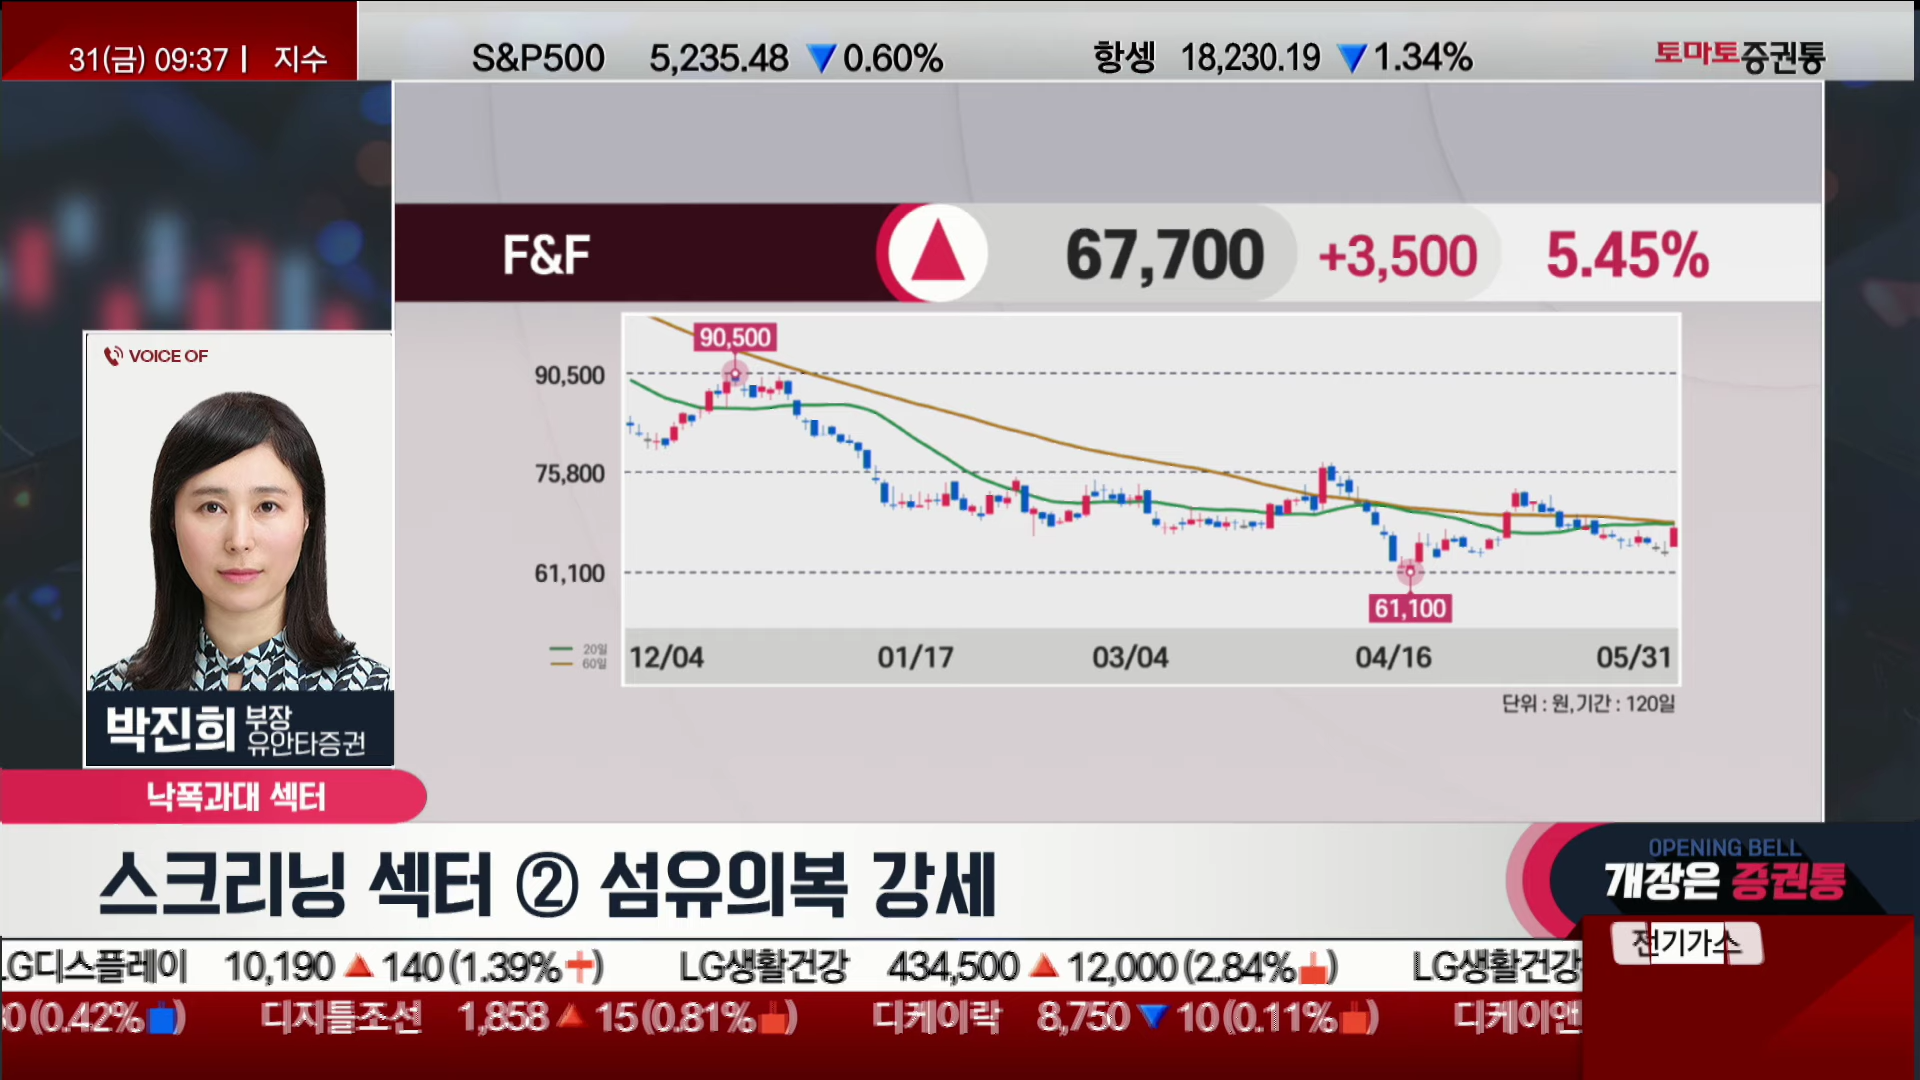 31(금) 09:37 | 지수
S&P500 5,235.48 ▼0.60% 항셍 18,230.19 ▼1.34%
토마토증권통
F&F ▲ 67,700 +3,500 5.45%
90,500
90,500
75,800
61,100
61,100
20일
60일
12/04 01/17 03/04 04/16 05/31
단위 : 원, 기간 : 120일
VOICE OF
박진희 부장
유안타증권
낙폭과대 섹터
스크리닝 섹터 ② 섬유의복 강세
OPENING BELL
개장은 증권통
전기가스
LG디스플레이 10,190 ▲ 140 (1.39%) LG생활건강 434,500 ▲ 12,000 (2.84%) LG생활건강
0(0.42%) 디지틀조선 1,858 ▲ 15(0.81%) 디케이락 8,750 ▼ 10(0.11%) 디케이앤